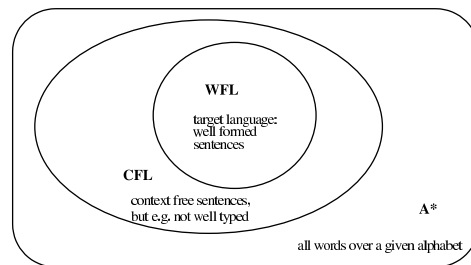 WFL
target language:
well formed
sentences
CFL
context free sentences,
but e.g. not well typed
A*
all words over a given alphabet